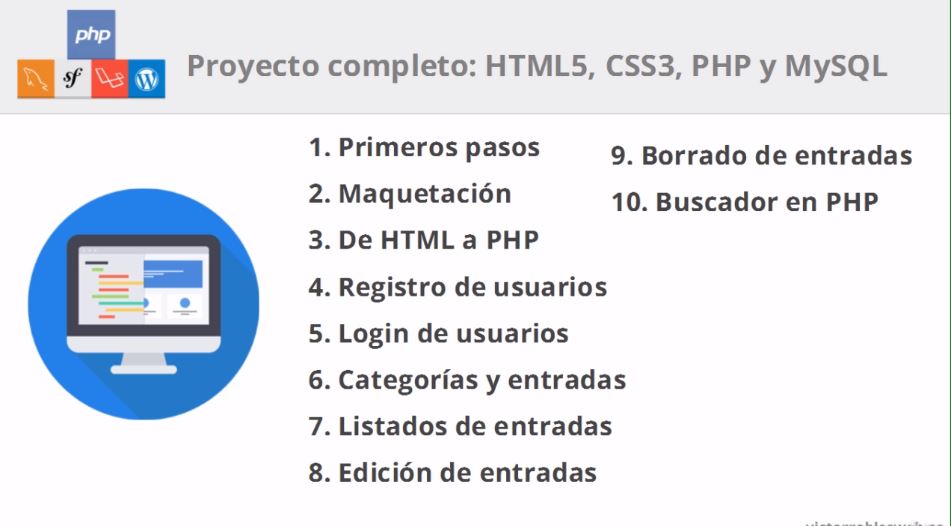 php
Proyecto completo: HTML5, CSS3, PHP y MySQL
sf
1. Primeros pasos
2. Maquetación
3. De HTML a PHP
4. Registro de usuarios
5. Login de usuarios
6. Categorías y entradas
7. Listados de entradas
8. Edición de entradas
9. Borrado de entradas
10. Buscador en PHP